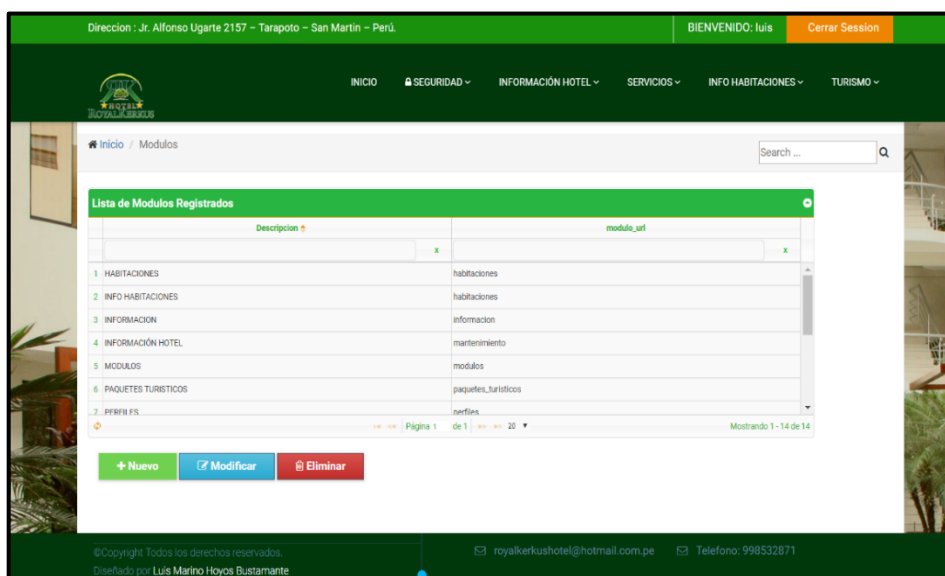 Direccion : Jr. Alfonso Ugarte 2157 – Tarapoto – San Martin – Perú.
BIENVENIDO: luis
Cerrar Session
HOTEL
ROYAL KERKUS
INICIO
SEGURIDAD
INFORMACIÓN HOTEL
SERVICIOS
INFO HABITACIONES
TURISMO
Inicio / Modulos
Search ...
Lista de Modulos Registrados
Descripcion modulo_url
x x
1 HABITACIONES habitaciones
2 INFO HABITACIONES habitaciones
3 INFORMACION informacion
4 INFORMACIÓN HOTEL mantenimiento
5 MODULOS modulos
6 PAQUETES TURISTICOS paquetes_turisticos
7 PERFILES perfiles
Página 1 de 1 20 Mostrando 1 - 14 de 14
+ Nuevo
Modificar
Eliminar
©Copyright Todos los derechos reservados.
Diseñado por Luis Marino Hoyos Bustamante
royalkerkushotel@hotmail.com.pe
Telefono: 998532871